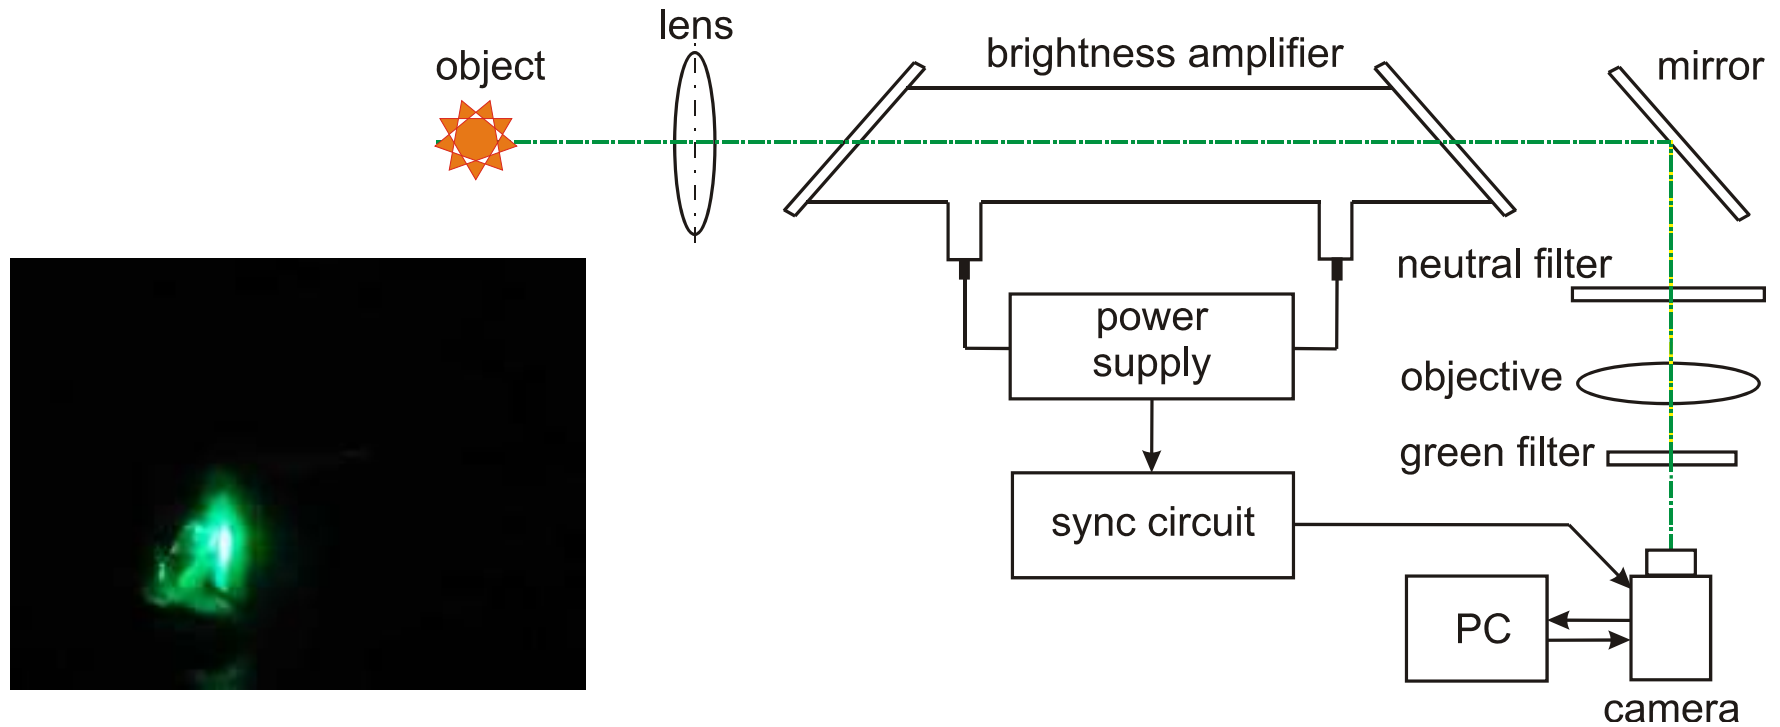 lens
object
brightness amplifier
mirror
neutral filter
power
supply
objective
green filter
sync circuit
PC
camera